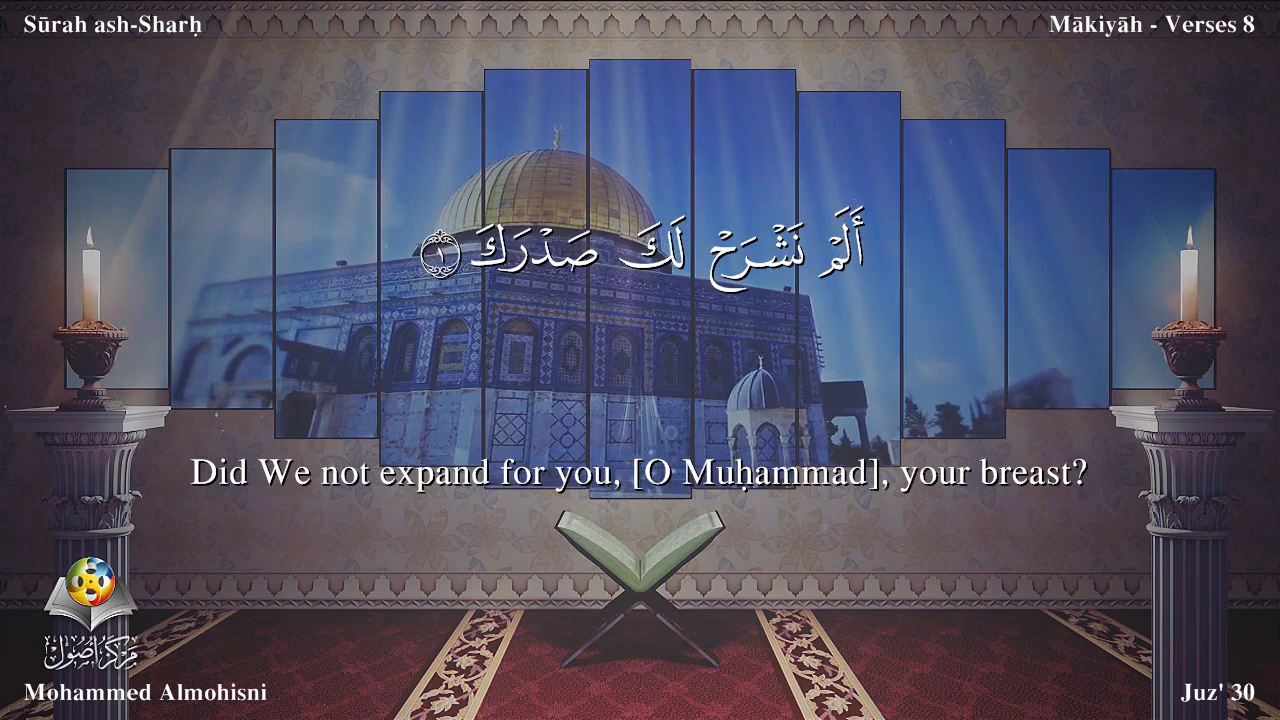 Sūrah ash-Sharḥ
Mākiyāh - Verses 8
أَلَمْ نَشْرَحْ لَكَ صَدْرَكَ ١
Did We not expand for you, [O Muḥammad], your breast?
مركز أصول
Mohammed Almohisni
Juz' 30